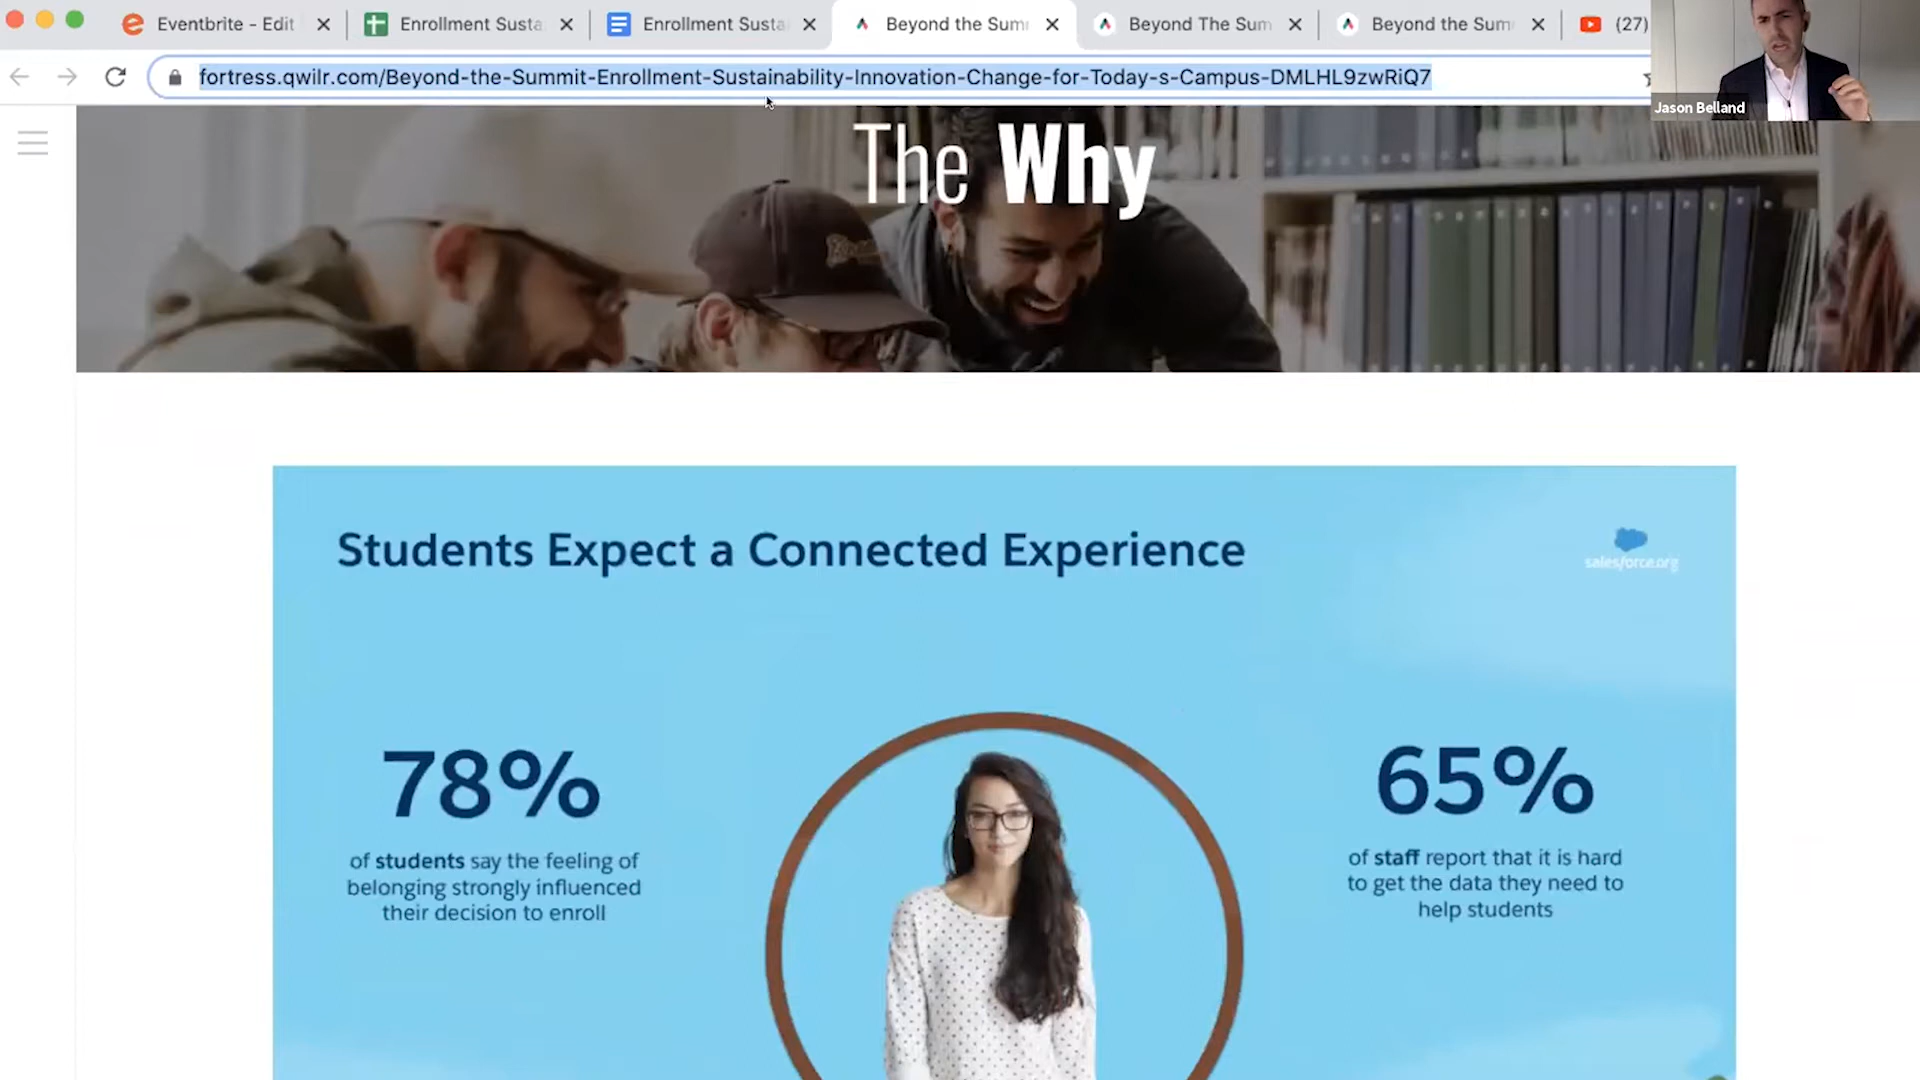 Eventbrite - Edit
Enrollment Susta
Enrollment Susta
Beyond the Sum
Beyond The Sum
Beyond the Sum
(27)
fortress.qwilr.com/Beyond-the-Summit-Enrollment-Sustainability-Innovation-Change-for-Today-s-Campus-DMLHL9zwRiQ7
Jason Belland
The Why
Students Expect a Connected Experience
salesforce.org
78%
of students say the feeling of
belonging strongly influenced
their decision to enroll
65%
of staff report that it is hard
to get the data they need to
help students